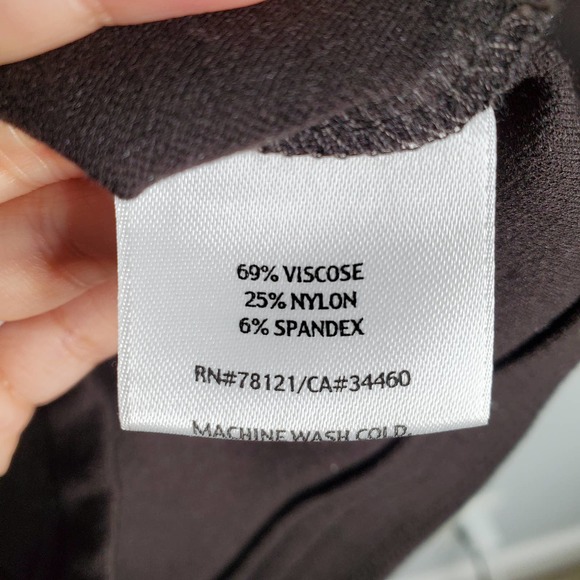 69% VISCOSE
25% NYLON
6% SPANDEX
RN#78121/CA#34460
MACHINE WASH COLD,